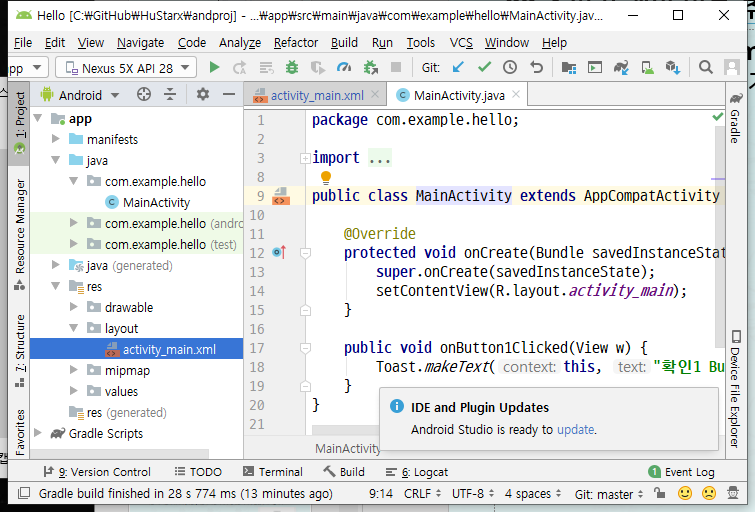 Hello [C:₩GitHub₩HuStarx₩andproj] - ...₩app₩src₩main₩java₩com₩example₩hello₩MainActivity.jav...
File Edit View Navigate Code Analyze Refactor Build Run Tools VCS Window Help
pp Nexus 5X API 28 Git:
1: Project
Resource Manager
7: Structure
Favorites
Android
app
manifests
java
com.example.hello
MainActivity
com.example.hello (andro
com.example.hello (test)
java (generated)
res
drawable
layout
activity_main.xml
mipmap
values
res (generated)
Gradle Scripts
activity_main.xml MainActivity.java
1 package com.example.hello;
2
3 import ...
8
9 public class MainActivity extends AppCompatActivity
10
11 @Override
12 protected void onCreate(Bundle savedInstanceStat
13 super.onCreate(savedInstanceState);
14 setContentView(R.layout.activity_main);
15 }
16
17 public void onButton1Clicked(View w) {
18 Toast.makeText( context: this, text: "확인1 Bu
19 }
20 }
21
MainActivity
IDE and Plugin Updates
Android Studio is ready to update.
Gradle
Device File Explorer
9: Version Control TODO Terminal Build 6: Logcat 1 Event Log
Gradle build finished in 28 s 774 ms (13 minutes ago) 9:14 CRLF UTF-8 4 spaces Git: master